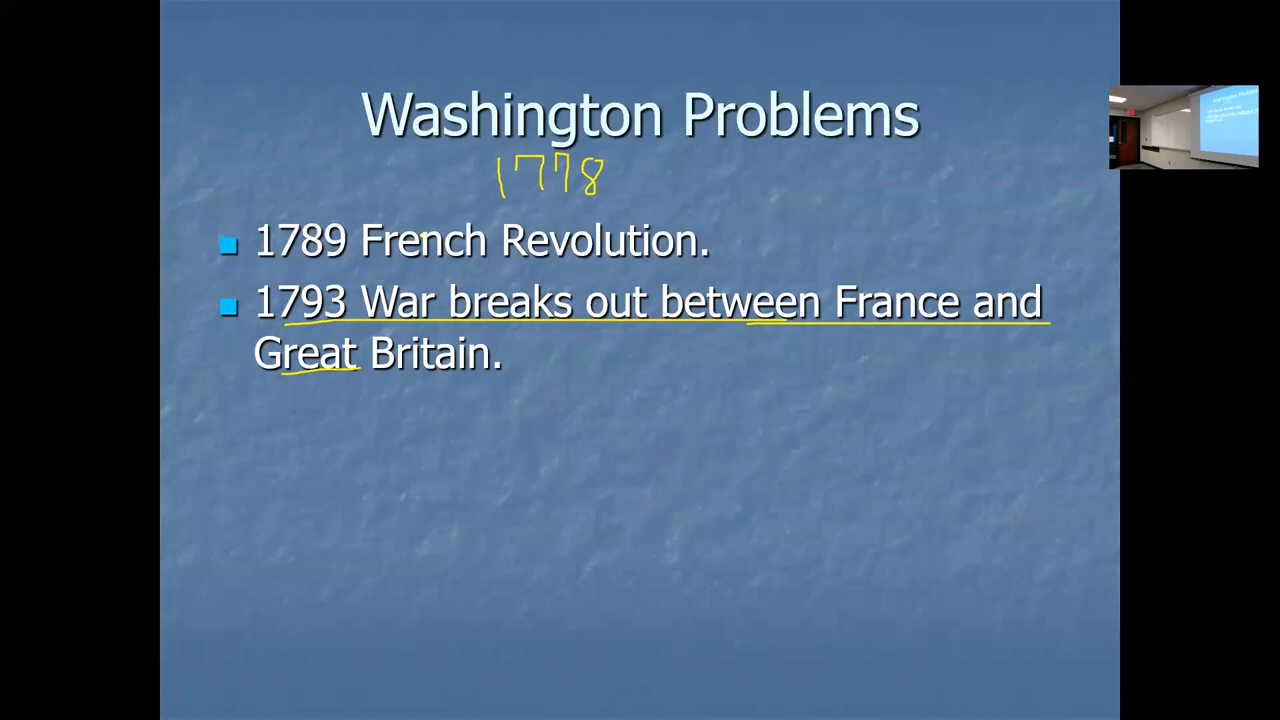 Washington Problems
1778
1789 French Revolution.
1793 War breaks out between France and
Great Britain.